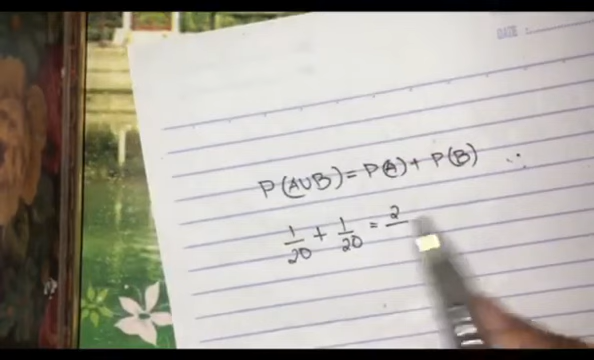 DATE :
P(A∪B) = P(A) + P(B) ∴
1/20 + 1/20 = 2/